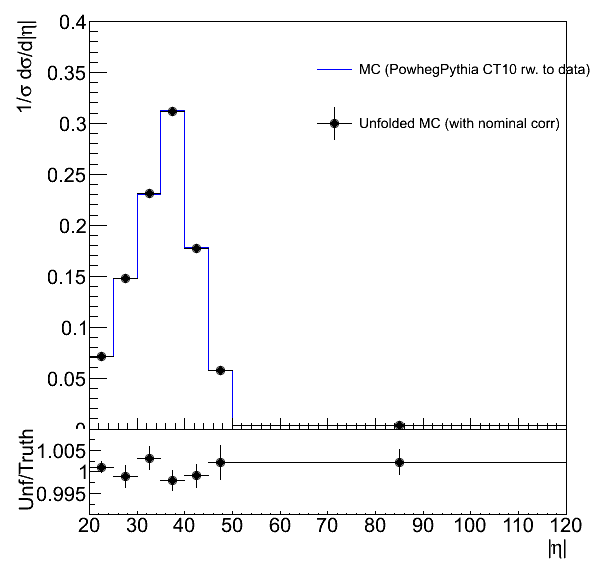 1/σ dσ/d|η|
0.4
0.35
0.3
0.25
0.2
0.15
0.1
0.05
0
MC (PowhegPythia CT10 rw. to data)
Unfolded MC (with nominal corr)
Unf/Truth
1.005
1
0.995
20 30 40 50 60 70 80 90 100 110 120
|η|